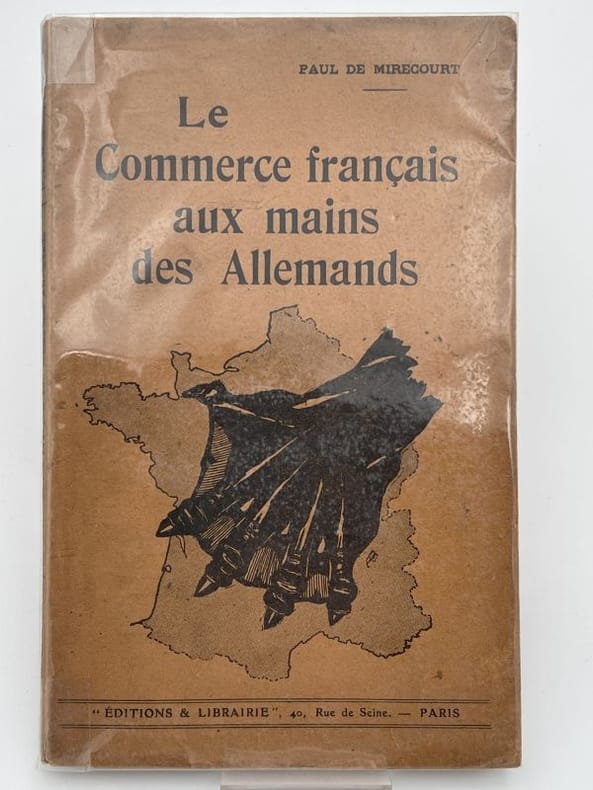 PAUL DE MIRECOURT
Le
Commerce français
aux mains
des Allemands
"ÉDITIONS & LIBRAIRIE", 40, Rue de Seine. — PARIS